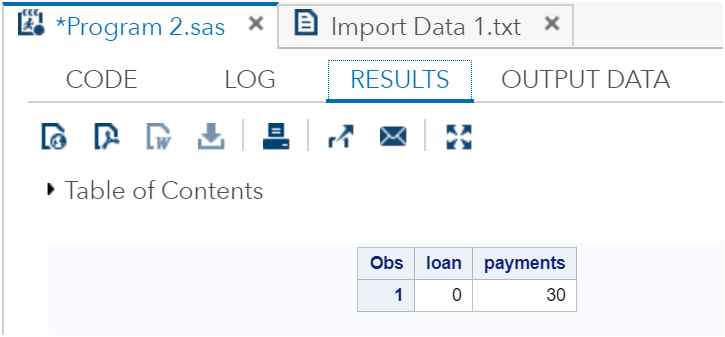 *Program 2.sas × Import Data 1.txt ×
CODE LOG RESULTS OUTPUT DATA
Table of Contents
Obs loan payments
1 0 30